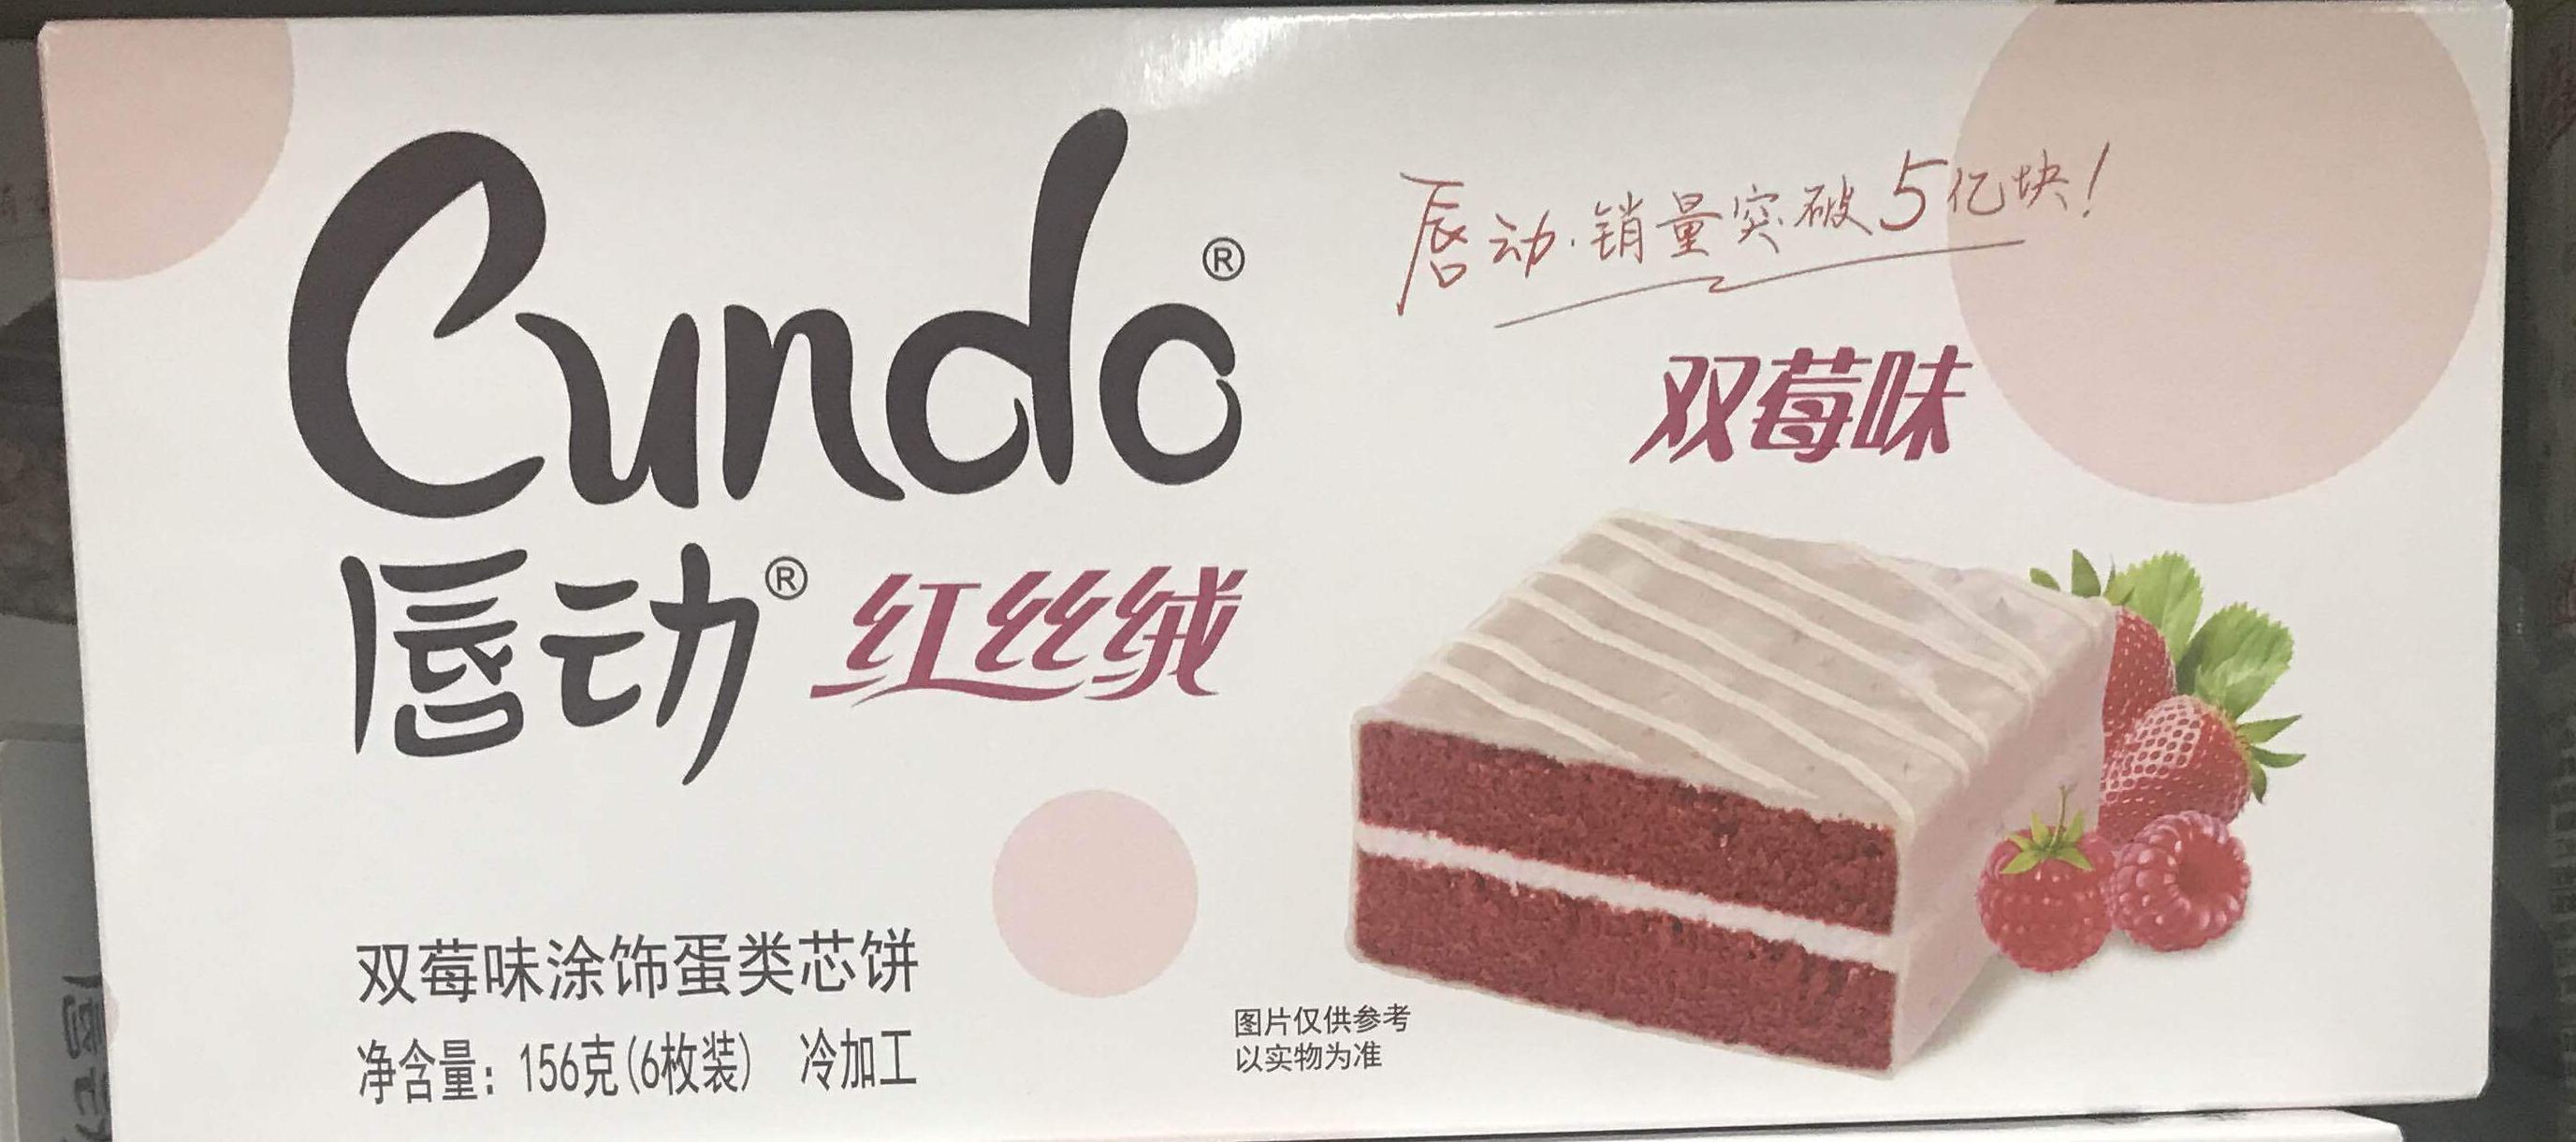 Cundo®
唇动·销量突破5亿块!
双莓味
唇动® 红丝绒
双莓味涂饰蛋类芯饼
净含量：156克(6枚装) 冷加工
图片仅供参考
以实物为准